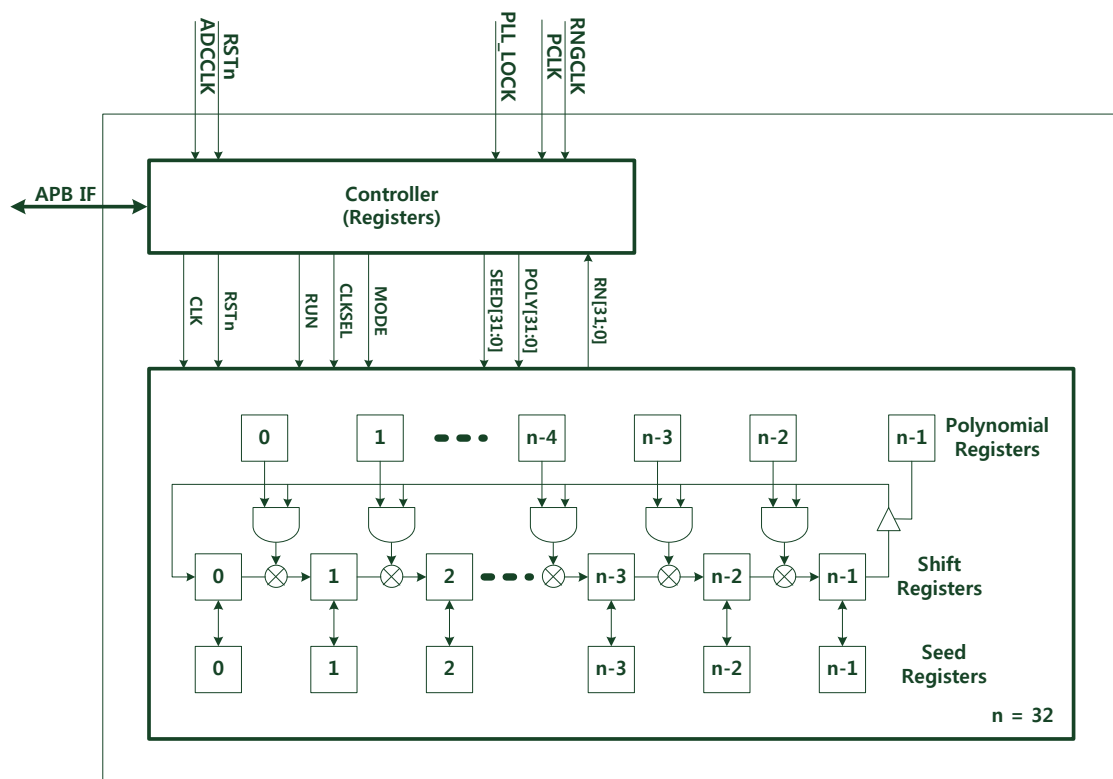 ADCCLK
RSTn
PLL_LOCK
PCLK
RNGCLK
APB IF
Controller
(Registers)
CLK
RSTn
RUN
CLKSEL
MODE
SEED[31:0]
POLY[31:0]
RN[31;0]
0
1
n-4
n-3
n-2
n-1
Polynomial
Registers
0
1
2
n-3
n-2
n-1
Shift
Registers
0
1
2
n-3
n-2
n-1
Seed
Registers
n = 32